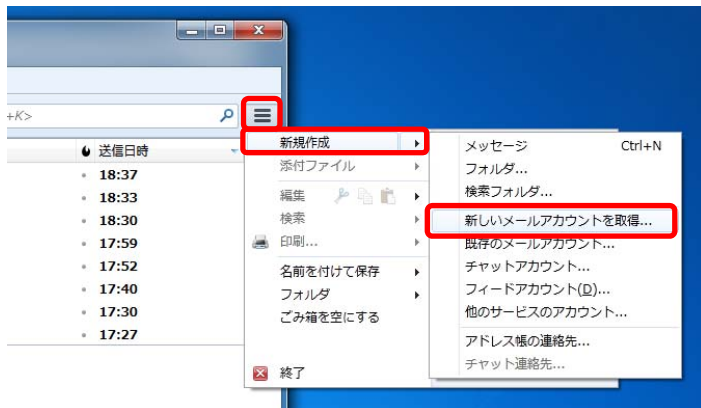 +K>
送信日時
18:37
18:33
18:30
17:59
17:52
17:40
17:30
17:27
新規作成
添付ファイル
編集
検索
印刷...
名前を付けて保存
フォルダ
ごみ箱を空にする
終了
メッセージ Ctrl+N
フォルダ...
検索フォルダ...
新しいメールアカウントを取得...
既存のメールアカウント...
チャットアカウント...
フィードアカウント(D)...
他のサービスのアカウント...
アドレス帳の連絡先...
チャット連絡先...